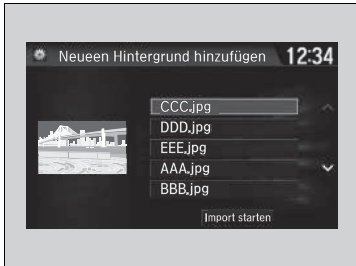 Neueen Hintergrund hinzufügen 12:34
CCC.jpg
DDD.jpg
EEE.jpg
AAA.jpg
BBB.jpg
Import starten